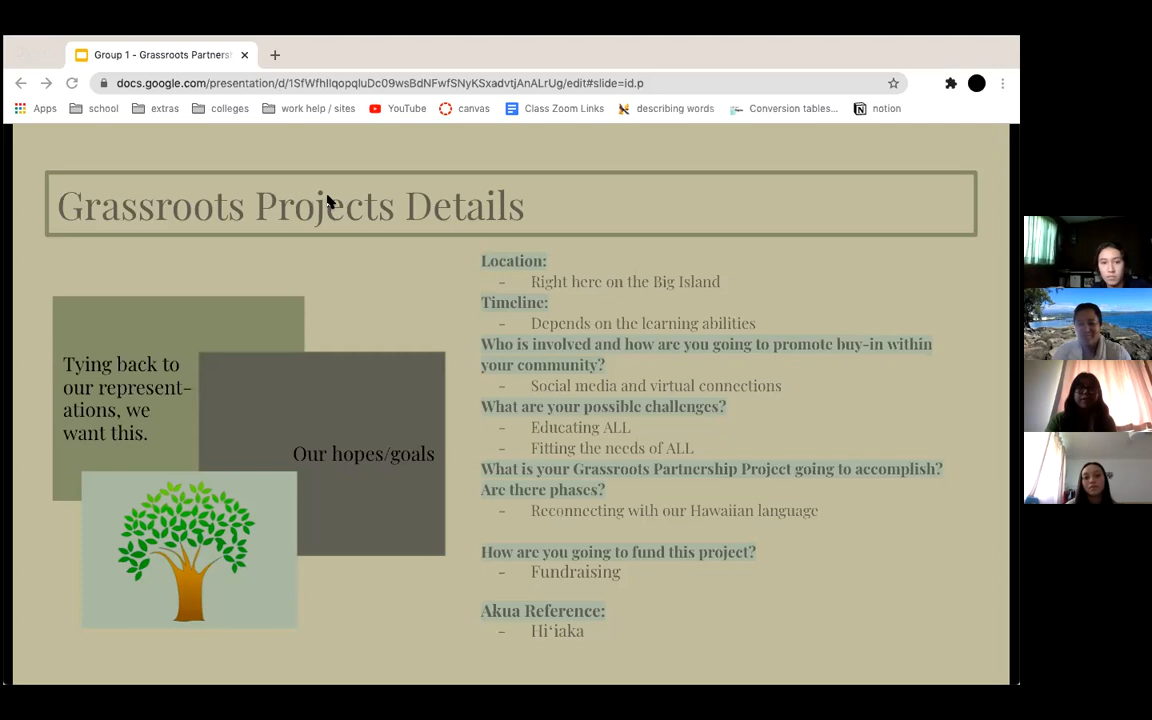 Group 1 - Grassroots Partners
docs.google.com/presentation/d/1SfWfhIlqopqluDc09wsBdNFwfSNyKSxadvtjAnALrUg/edit#slide=id.p
Apps school extras colleges work help / sites YouTube canvas Class Zoom Links describing words Conversion tables... notion
Grassroots Projects Details
Tying back to
our represent-
ations, we
want this.
Our hopes/goals
Location:
- Right here on the Big Island
Timeline:
- Depends on the learning abilities
Who is involved and how are you going to promote buy-in within
your community?
- Social media and virtual connections
What are your possible challenges?
- Educating ALL
- Fitting the needs of ALL
What is your Grassroots Partnership Project going to accomplish?
Are there phases?
- Reconnecting with our Hawaiian language
How are you going to fund this project?
- Fundraising
Akua Reference:
- Hiʻiaka